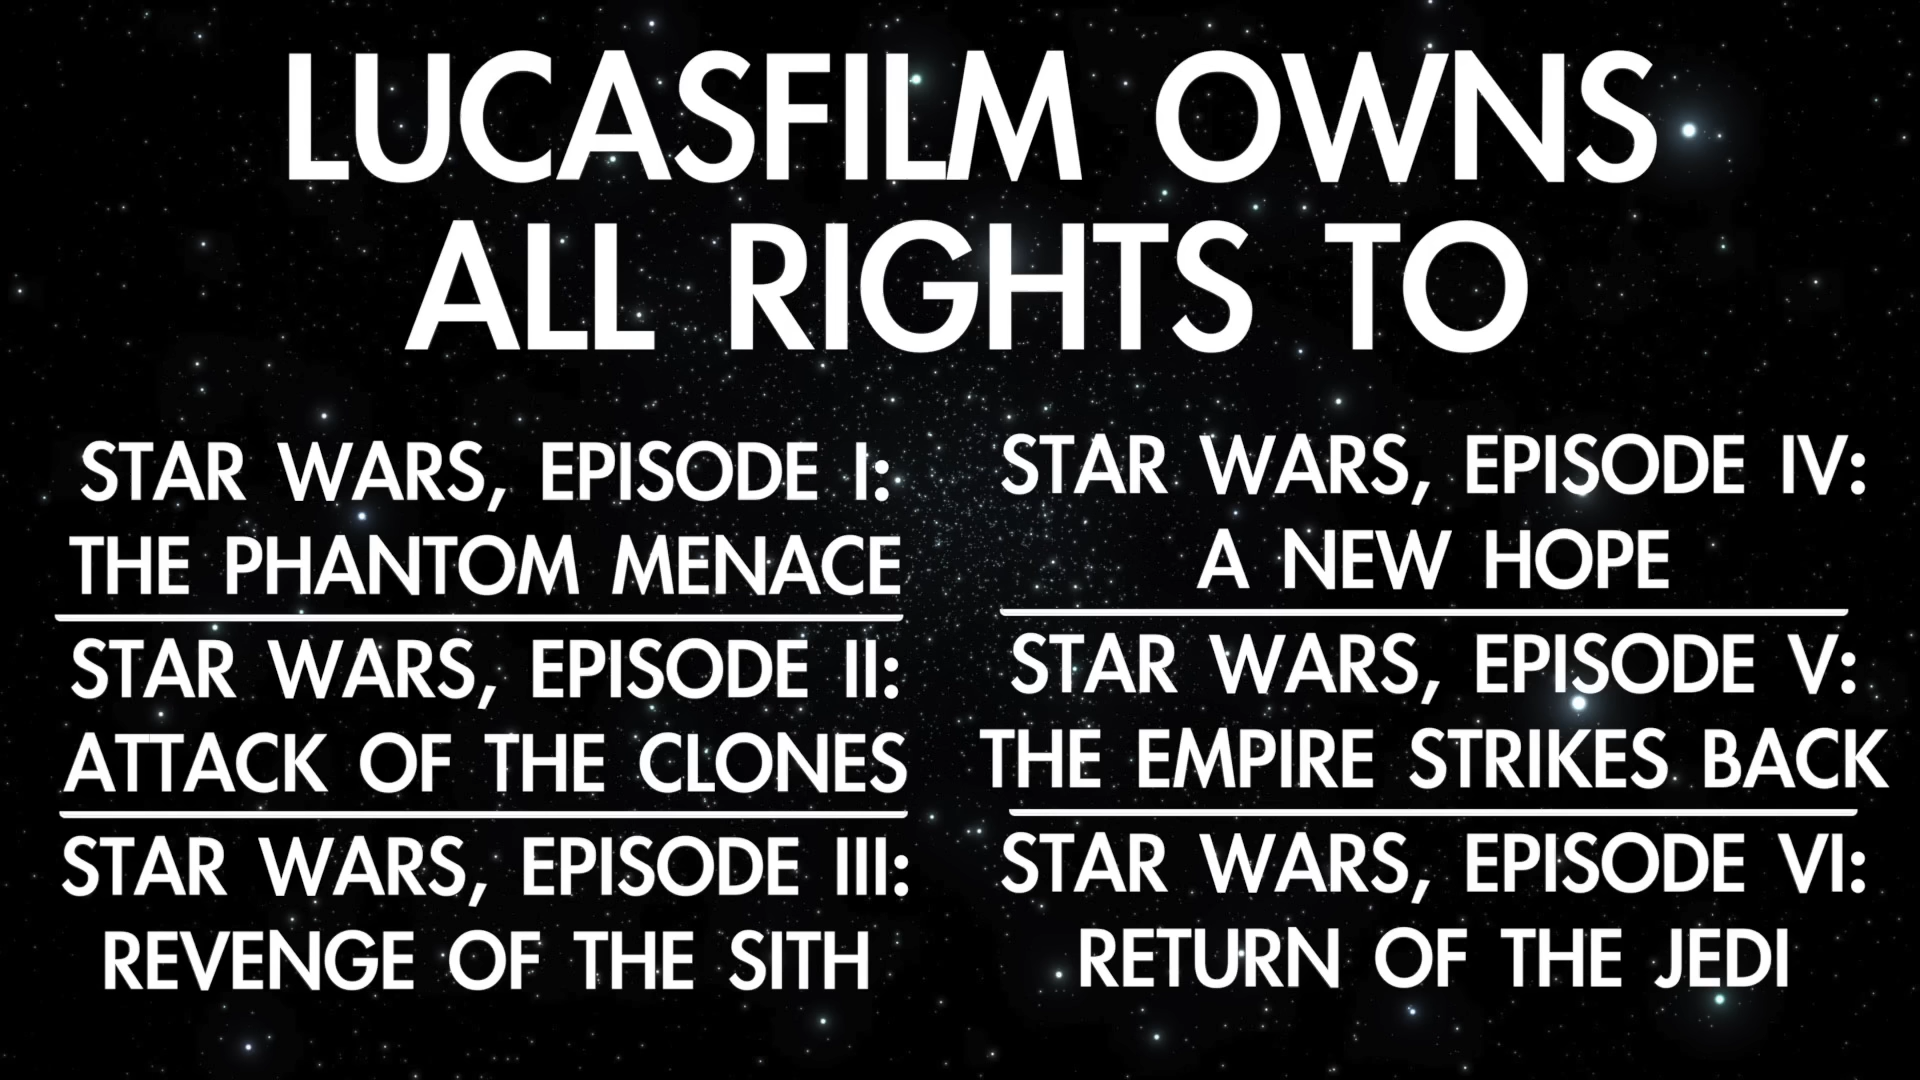 LUCASFILM OWNS
ALL RIGHTS TO
STAR WARS, EPISODE I:
THE PHANTOM MENACE
STAR WARS, EPISODE II:
ATTACK OF THE CLONES
STAR WARS, EPISODE III:
REVENGE OF THE SITH
STAR WARS, EPISODE IV:
A NEW HOPE
STAR WARS, EPISODE V:
THE EMPIRE STRIKES BACK
STAR WARS, EPISODE VI:
RETURN OF THE JEDI